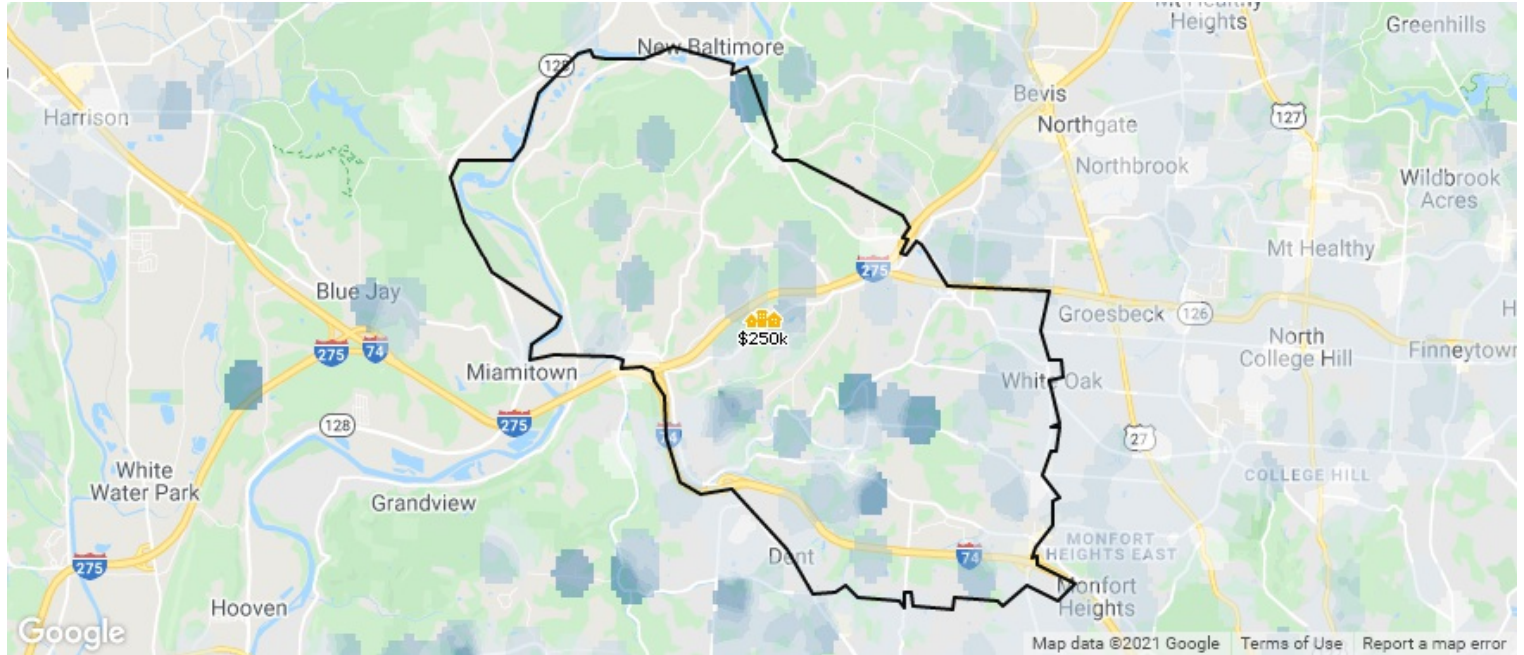 Mt Healthy
Heights
Greenhills
New Baltimore
128
Harrison
Bevis
127
Northgate
Northbrook
Wildbrook
Acres
Mt Healthy
275
Blue Jay
Groesbeck
126
$250k
North
College Hill
Finneytown
275
74
Miamitown
White Oak
275
128
74
27
White
Water Park
Grandview
COLLEGE HILL
275
Dent
74
MONFORT
HEIGHTS EAST
Monfort
Heights
Hooven
Google
Map data ©2021 Google
Terms of Use
Report a map error